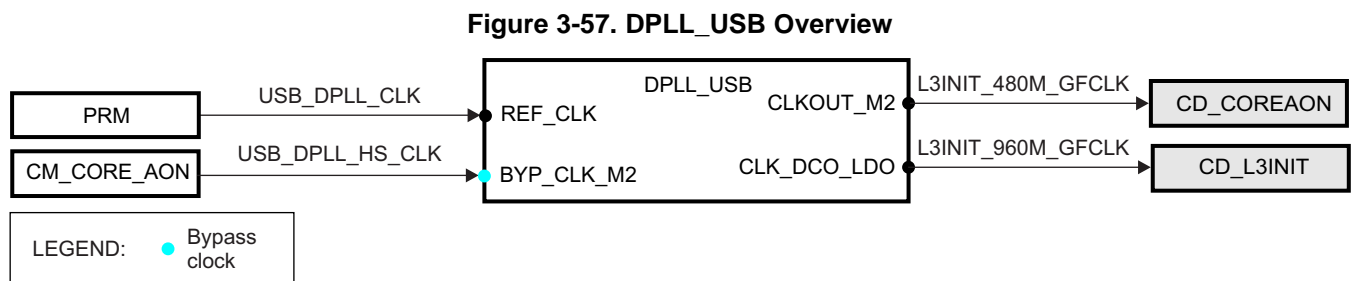 Figure 3-57. DPLL_USB Overview
PRM
USB_DPLL_CLK
REF_CLK
DPLL_USB
CLKOUT_M2
L3INIT_480M_GFCLK
CD_COREAON
CM_CORE_AON
USB_DPLL_HS_CLK
BYP_CLK_M2
CLK_DCO_LDO
L3INIT_960M_GFCLK
CD_L3INIT
LEGEND:
Bypass
clock